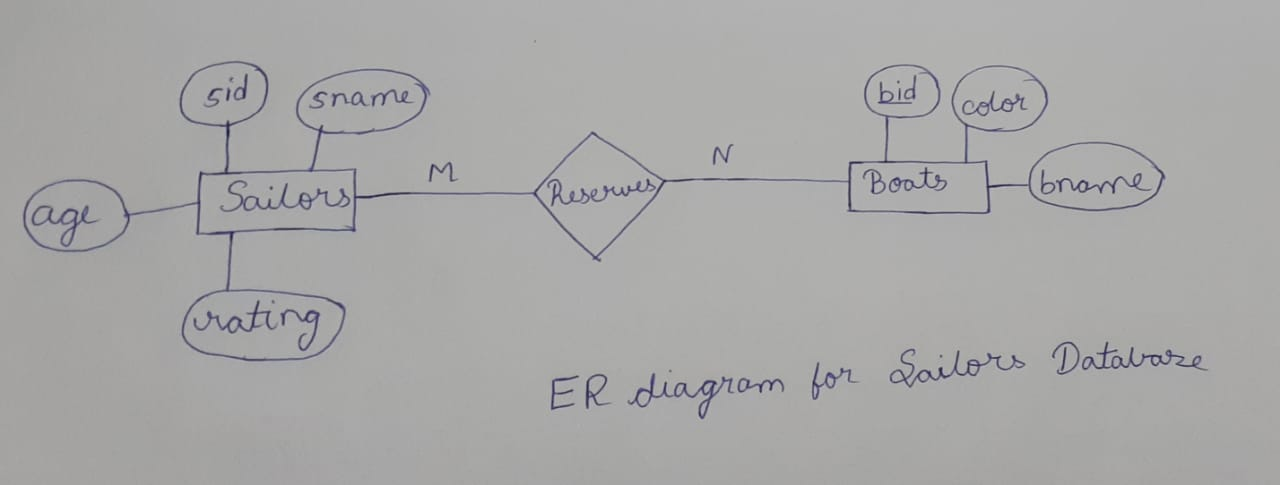 sid
sname
bid
color
age
Sailors
M
Reserves
N
Boats
bname
rating
ER diagram for Sailors Database